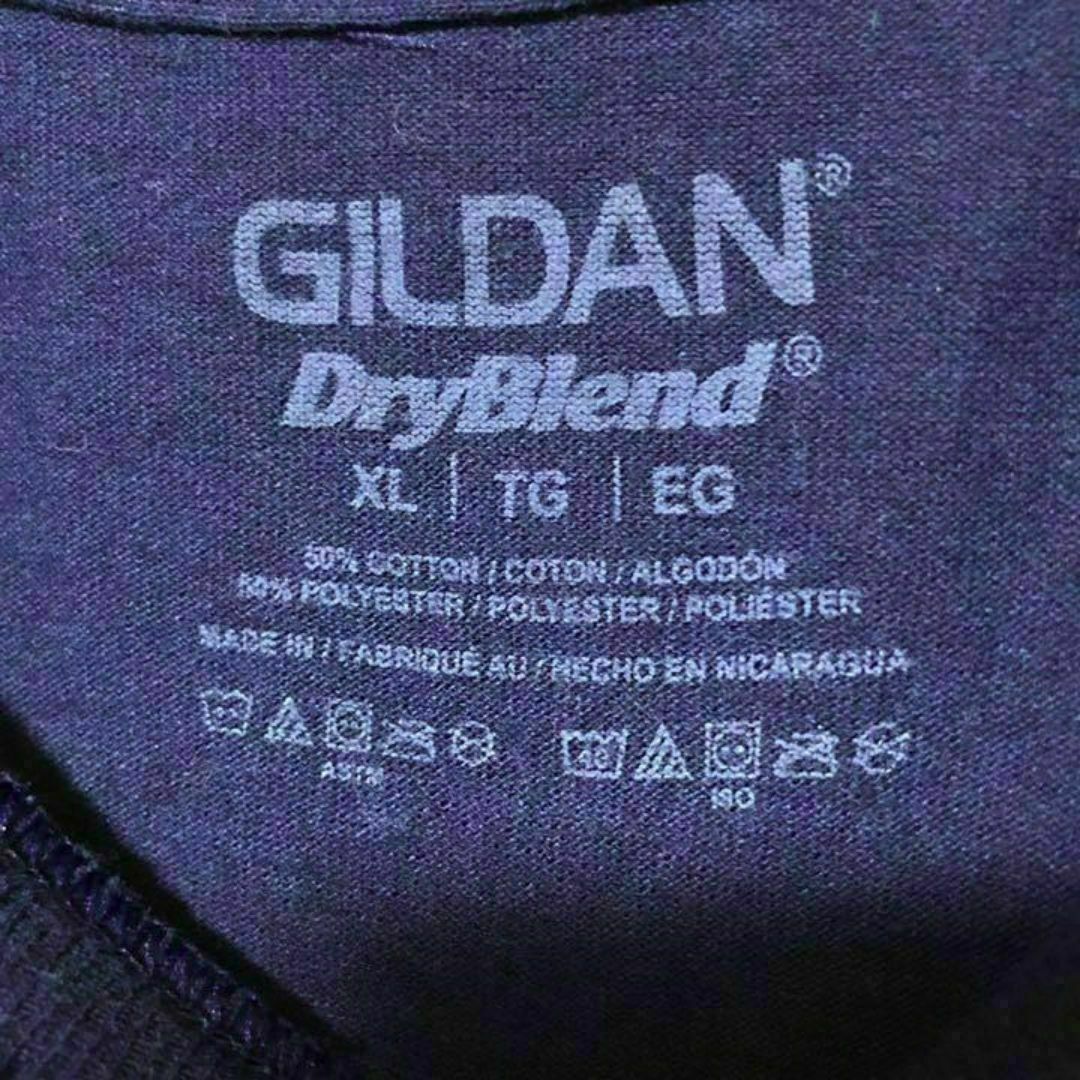 GILDAN®
DryBlend®
XL | TG | EG
50% COTTON / COTON / ALGODÓN
50% POLYESTER / POLYESTER / POLIÉSTER
MADE IN / FABRIQUÉ AU / HECHO EN NICARAGUA
40
ASTM
ISO